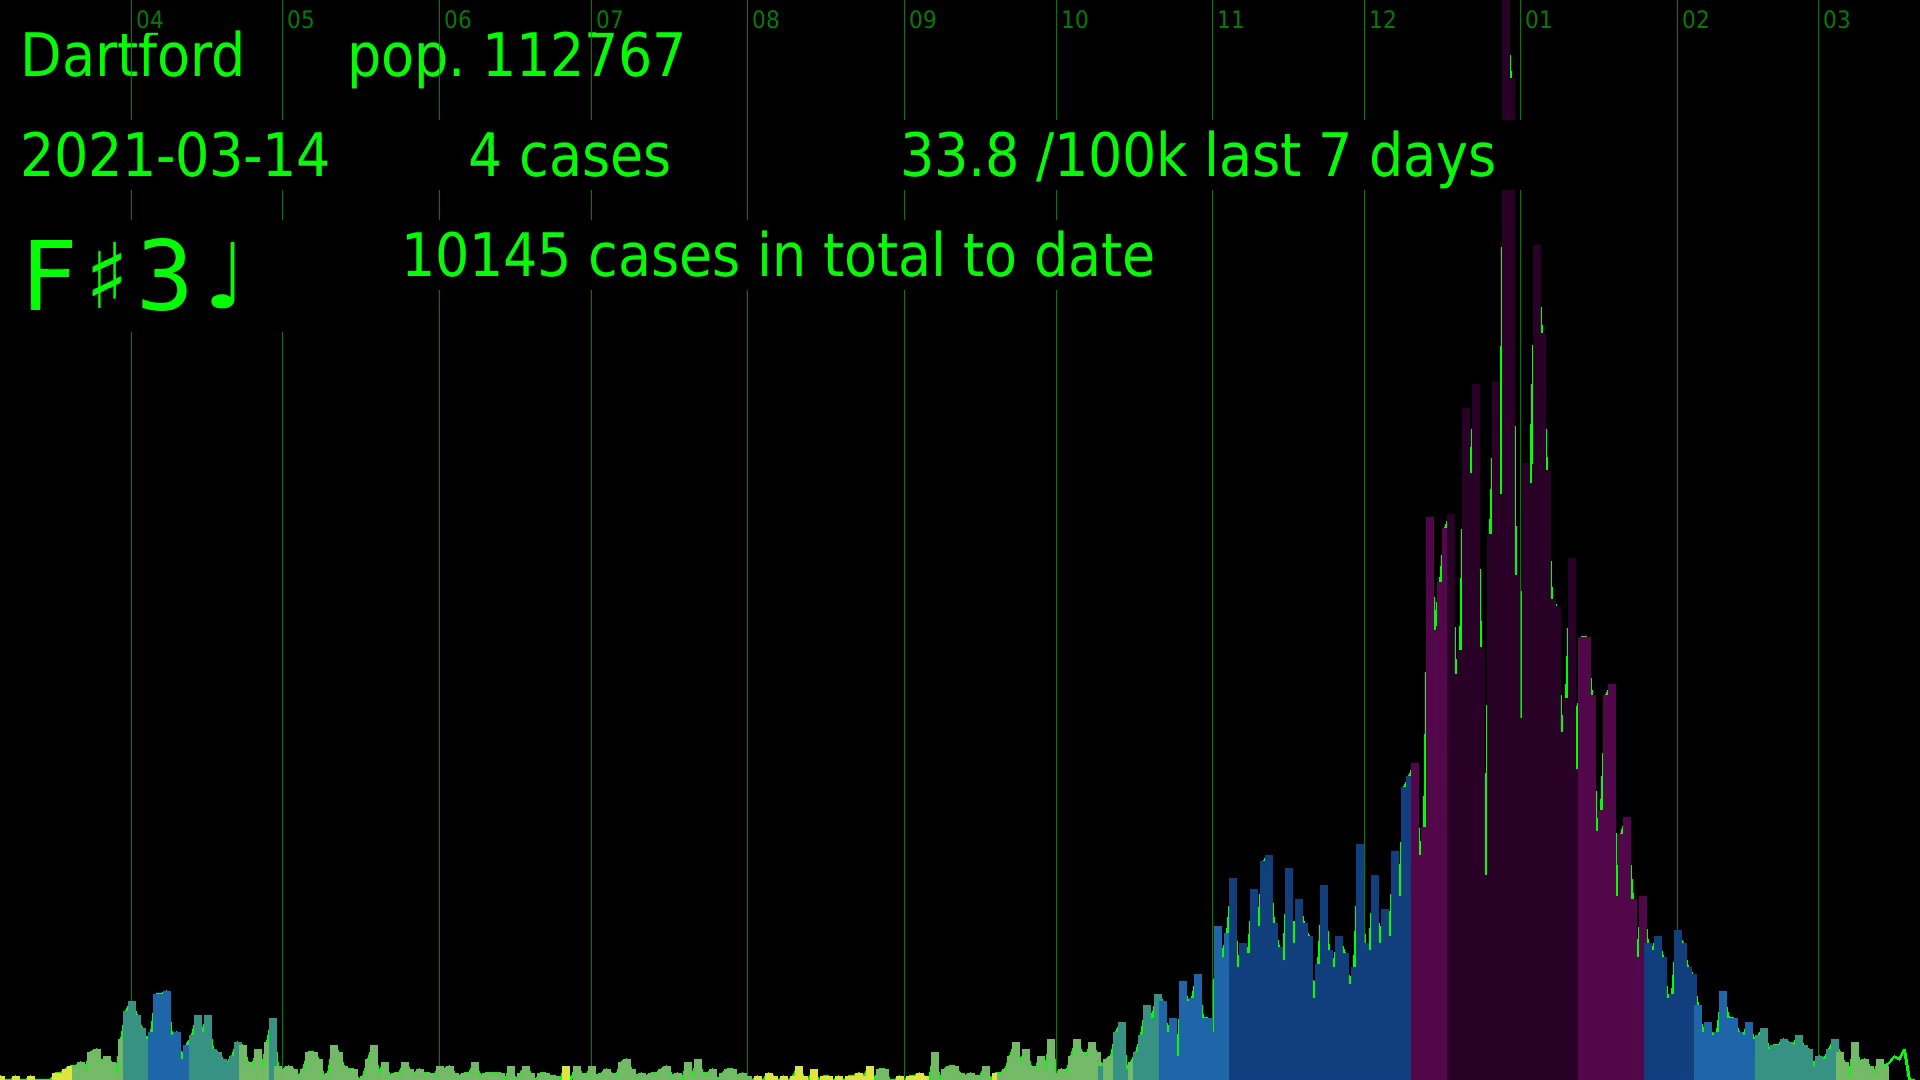 04 05 06 07 08 09 10 11 12 01 02 03
Dartford pop. 112767
2021-03-14 4 cases 33.8 /100k last 7 days
F♯3♩ 10145 cases in total to date